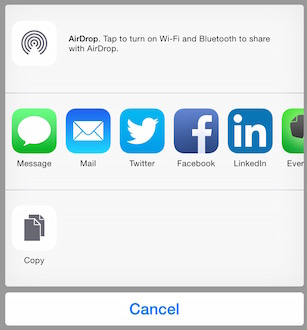 AirDrop. Tap to turn on Wi-Fi and Bluetooth to share
with AirDrop.
Message Mail Twitter Facebook LinkedIn Ever
Copy
Cancel